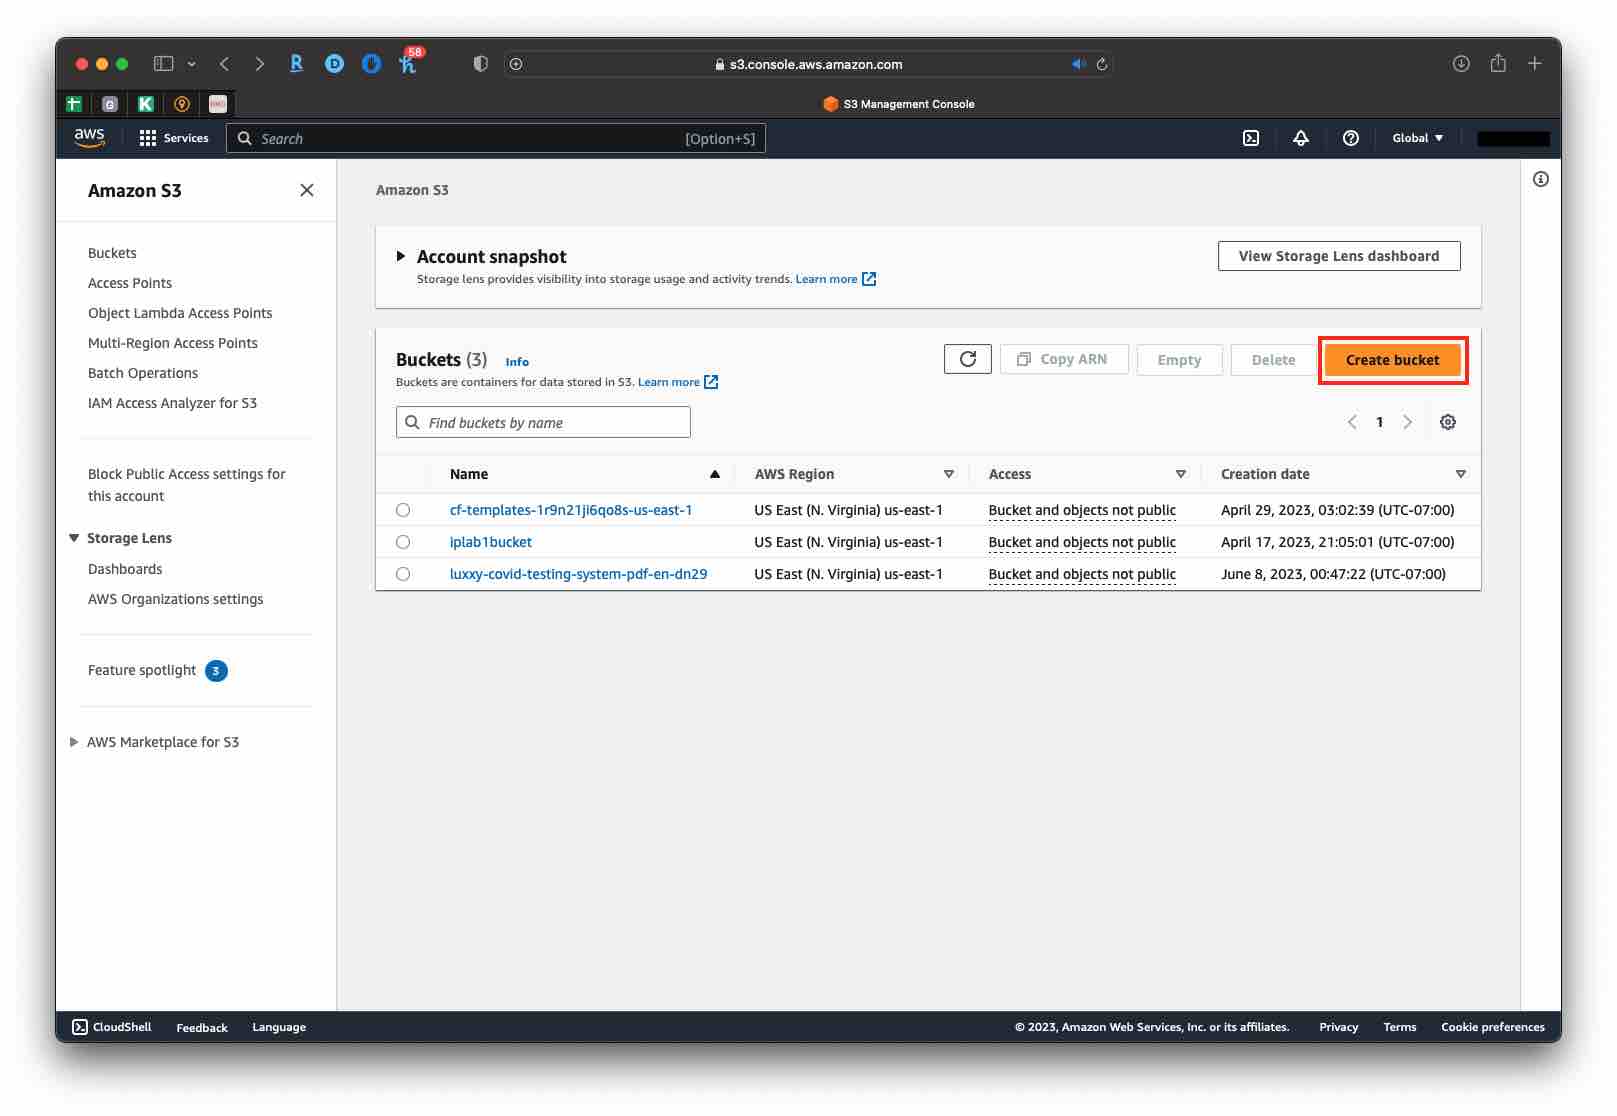 58
s3.console.aws.amazon.com
S3 Management Console
aws
Services
Search
[Option+S]
Global
Amazon S3
Buckets
Access Points
Object Lambda Access Points
Multi-Region Access Points
Batch Operations
IAM Access Analyzer for S3
Block Public Access settings for
this account
Storage Lens
Dashboards
AWS Organizations settings
Feature spotlight 3
AWS Marketplace for S3
Amazon S3
Account snapshot
Storage lens provides visibility into storage usage and activity trends. Learn more
View Storage Lens dashboard
Buckets (3) Info
Buckets are containers for data stored in S3. Learn more
Copy ARN
Empty
Delete
Create bucket
Find buckets by name
1
Name AWS Region Access Creation date
cf-templates-1r9n21ji6qo8s-us-east-1 US East (N. Virginia) us-east-1 Bucket and objects not public April 29, 2023, 03:02:39 (UTC-07:00)
iplab1bucket US East (N. Virginia) us-east-1 Bucket and objects not public April 17, 2023, 21:05:01 (UTC-07:00)
luxxy-covid-testing-system-pdf-en-dn29 US East (N. Virginia) us-east-1 Bucket and objects not public June 8, 2023, 00:47:22 (UTC-07:00)
CloudShell Feedback Language © 2023, Amazon Web Services, Inc. or its affiliates. Privacy Terms Cookie preferences